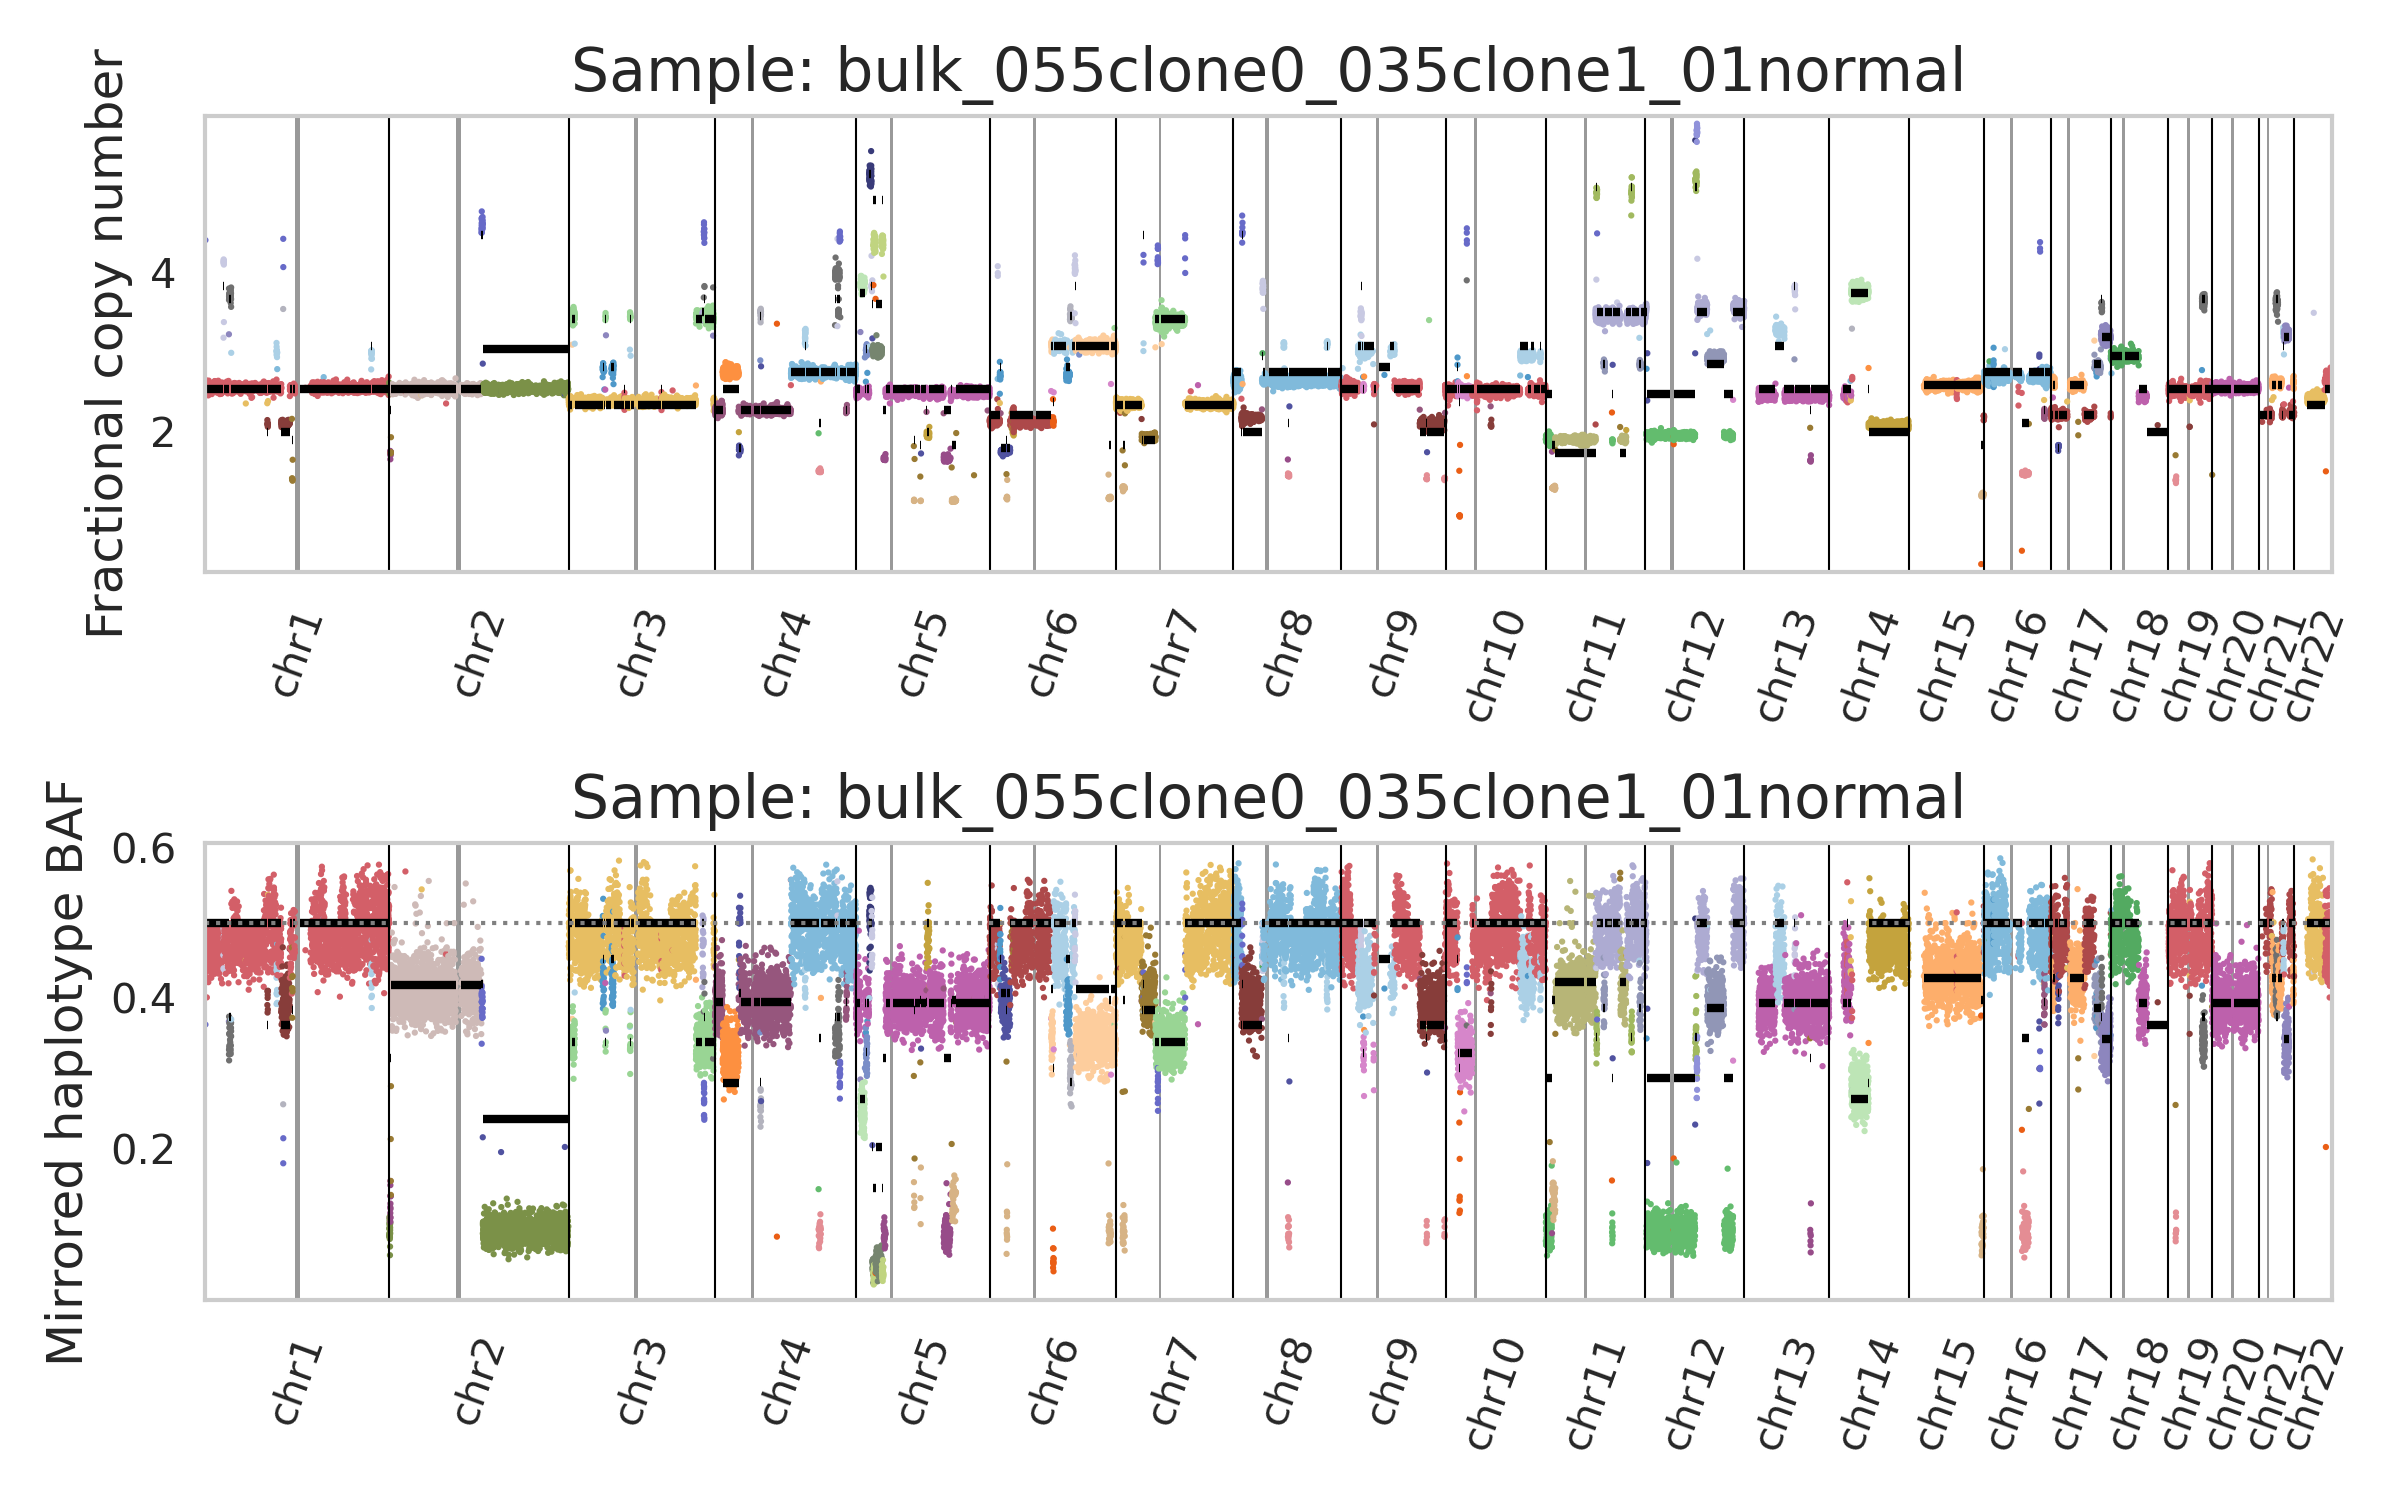 Sample: bulk_055clone0_035clone1_01normal
Fractional copy number
4
2
chr1
chr2
chr3
chr4
chr5
chr6
chr7
chr8
chr9
chr10
chr11
chr12
chr13
chr14
chr15
chr16
chr17
chr18
chr19
chr20
chr21
chr22
Sample: bulk_055clone0_035clone1_01normal
Mirrored haplotype BAF
0.6
0.4
0.2
chr1
chr2
chr3
chr4
chr5
chr6
chr7
chr8
chr9
chr10
chr11
chr12
chr13
chr14
chr15
chr16
chr17
chr18
chr19
chr20
chr21
chr22